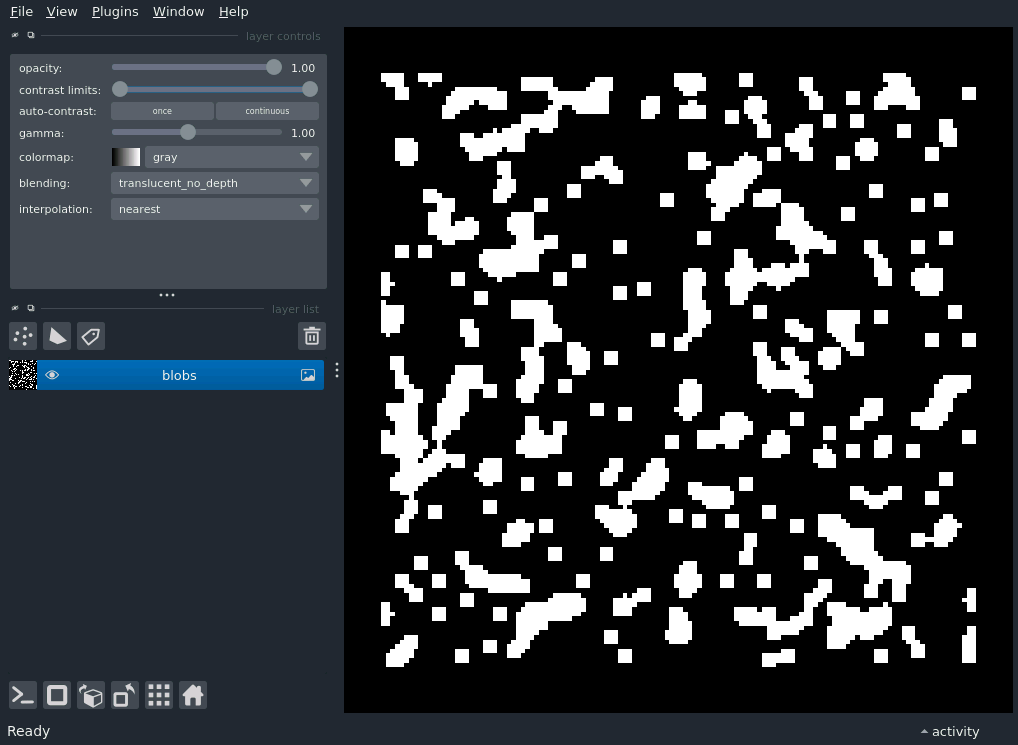 File View Plugins Window Help
layer controls
opacity: 1.00
contrast limits:
auto-contrast: once continuous
gamma: 1.00
colormap: gray
blending: translucent_no_depth
interpolation: nearest
layer list
blobs
Ready activity